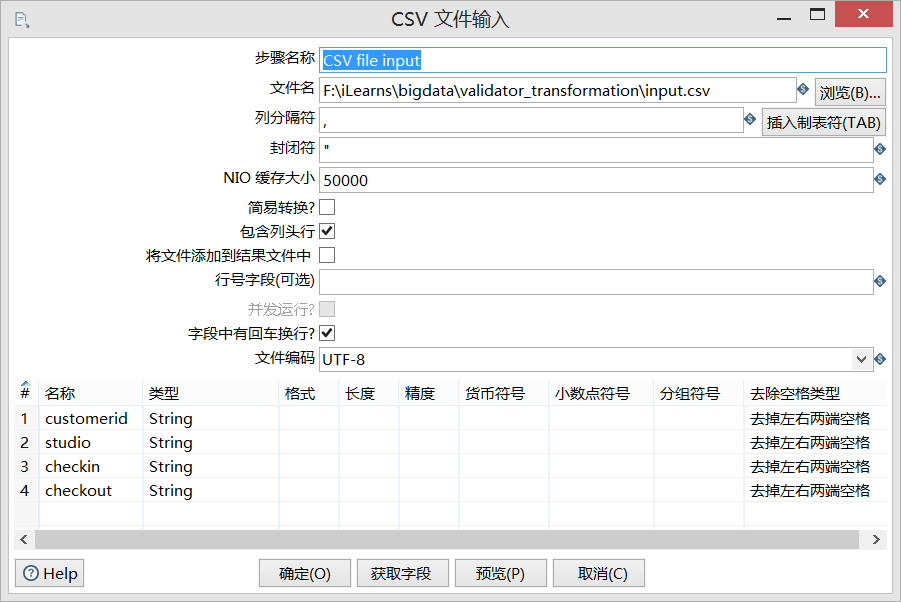 CSV 文件输入
步骤名称 CSV file input
文件名 F:\iLearns\bigdata\validator_transformation\input.csv 浏览(B)...
列分隔符 , 插入制表符(TAB)
封闭符 "
NIO 缓存大小 50000
简易转换?
包含列头行
将文件添加到结果文件中
行号字段(可选)
并发运行?
字段中有回车换行?
文件编码 UTF-8
# 名称 类型 格式 长度 精度 货币符号 小数点符号 分组符号 去除空格类型
1 customerid String 去掉左右两端空格
2 studio String 去掉左右两端空格
3 checkin String 去掉左右两端空格
4 checkout String 去掉左右两端空格
Help 确定(O) 获取字段 预览(P) 取消(C)